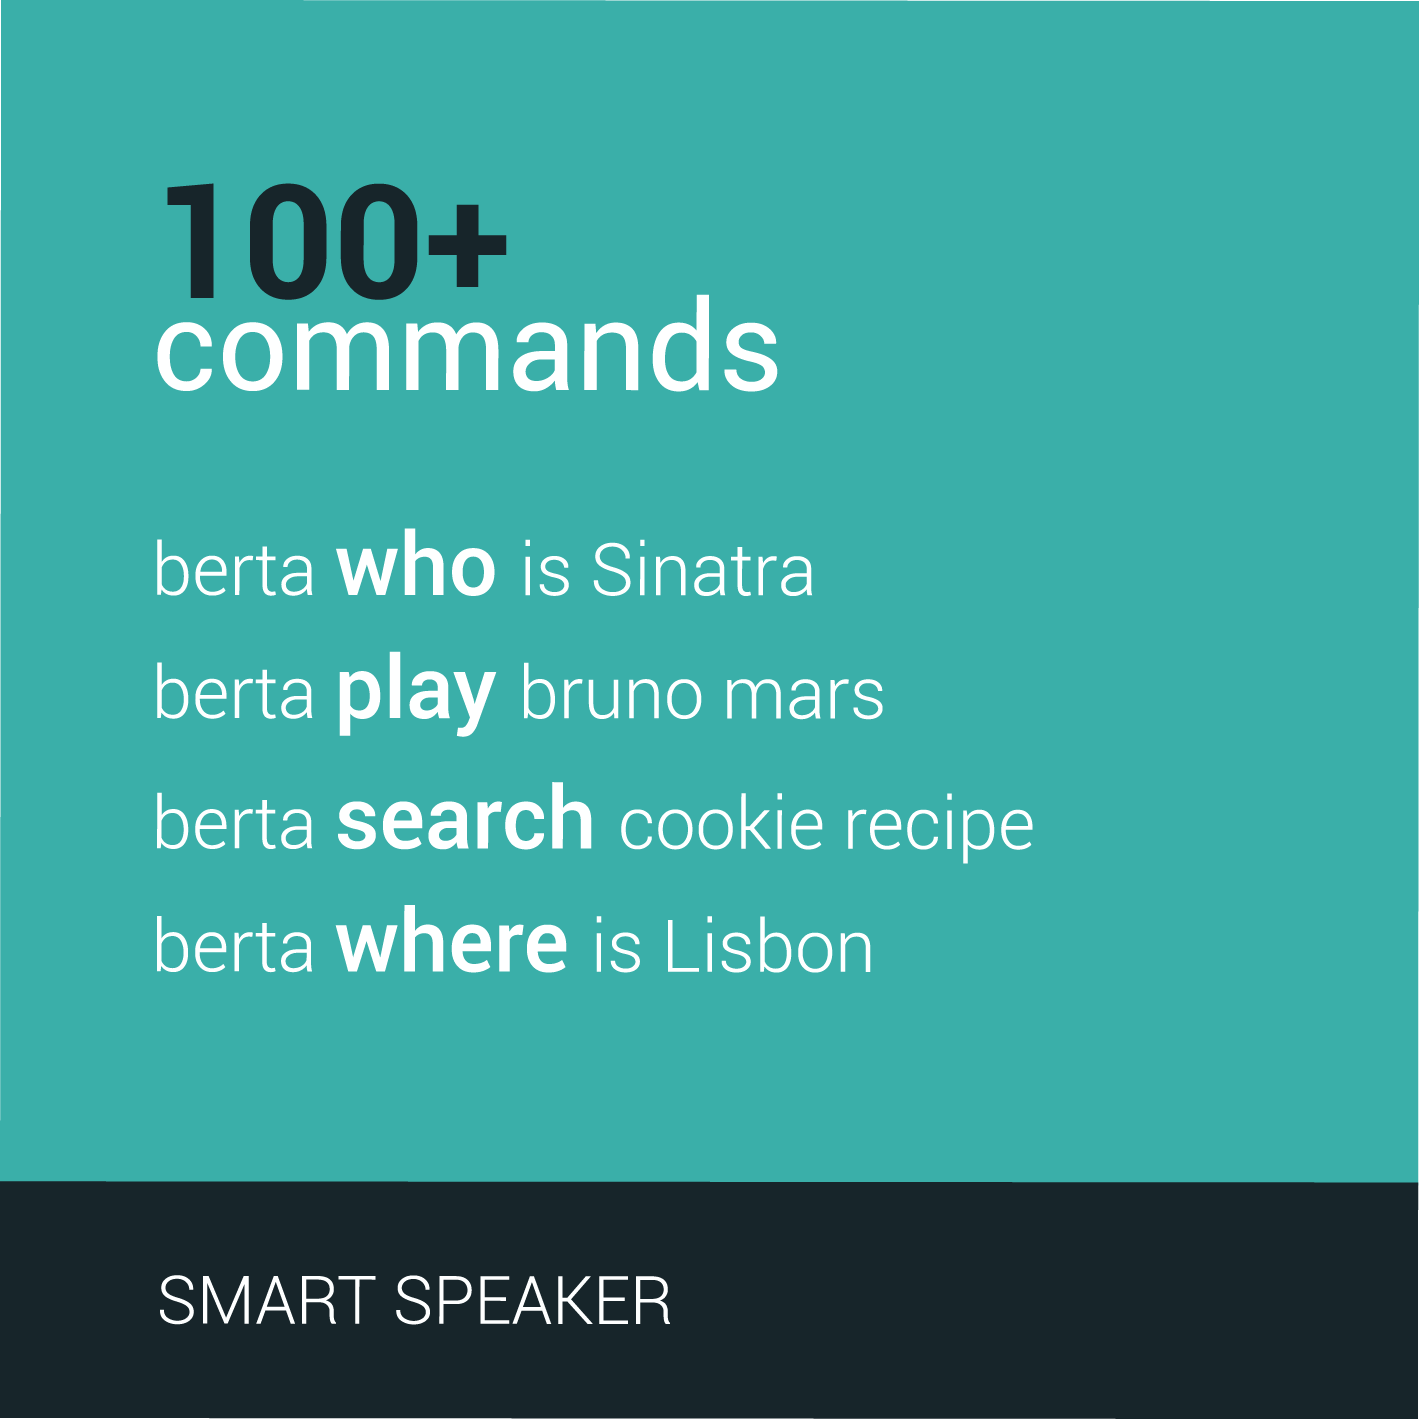 100+
commands
berta who is Sinatra
berta play bruno mars
berta search cookie recipe
berta where is Lisbon
SMART SPEAKER